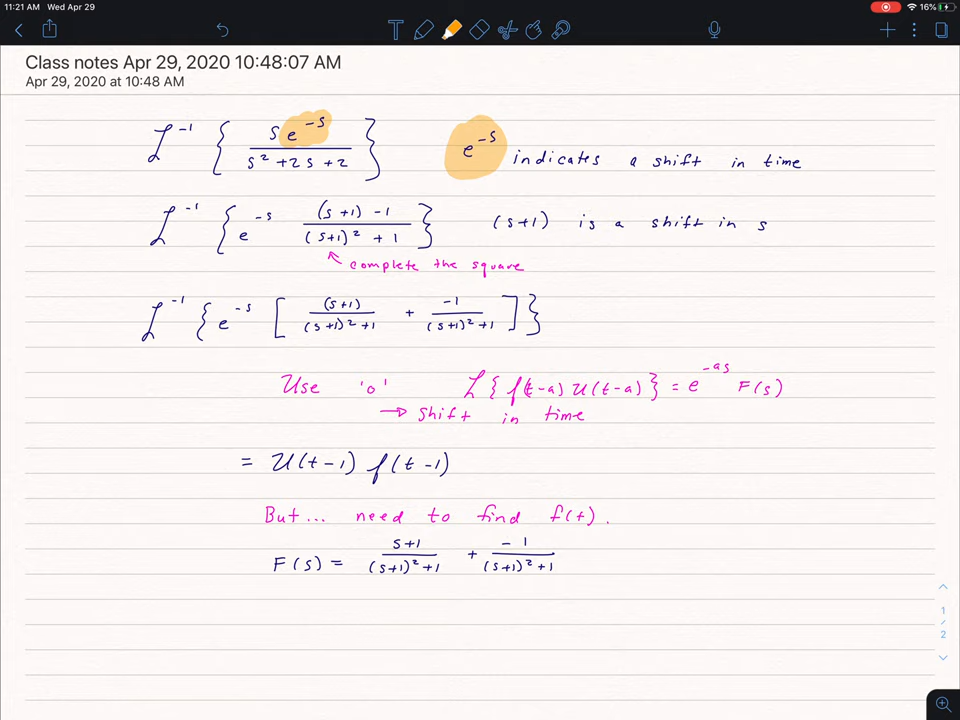 11:21 AM Wed Apr 29
16%
Class notes Apr 29, 2020 10:48:07 AM
Apr 29, 2020 at 10:48 AM
ℒ⁻¹ { s e^{-s} / (s² + 2s + 2) }    e^{-s} indicates a shift in time
ℒ⁻¹ { e^{-s} ((s+1) - 1) / ((s+1)² + 1) }    (s+1) is a shift in s
complete the square
ℒ⁻¹ { e^{-s} [ (s+1) / ((s+1)² + 1) + -1 / ((s+1)² + 1) ] }
Use 'o'    ℒ{ f(t-a) U(t-a) } = e^{-as} F(s)
→ shift in time
= U(t-1) f(t-1)
But... need to find f(t).
F(s) = s+1 / ((s+1)² + 1) + -1 / ((s+1)² + 1)
1
/
2